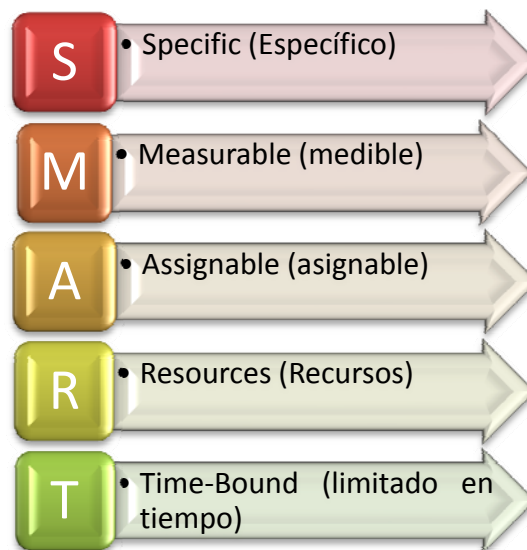 S
• Specific (Específico)
M
• Measurable (medible)
A
• Assignable (asignable)
R
• Resources (Recursos)
T
• Time-Bound (limitado en
tiempo)